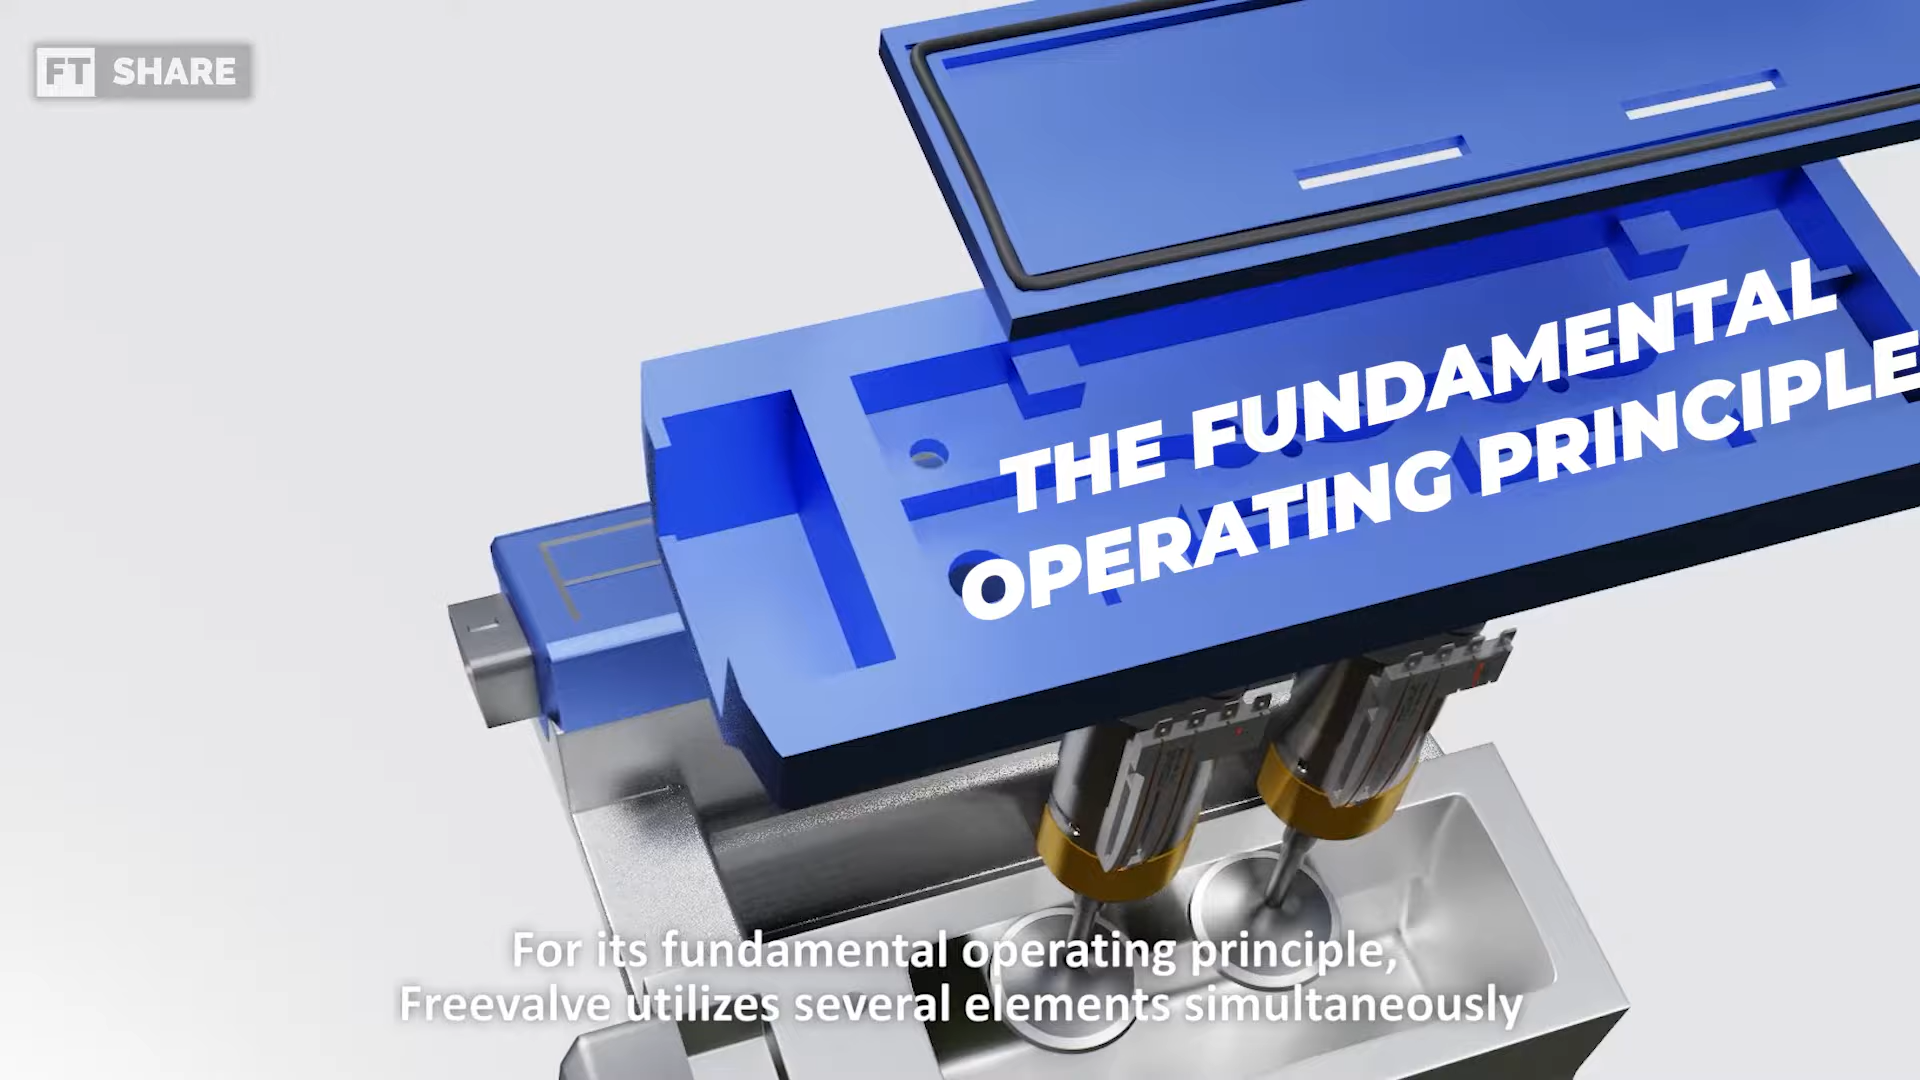 FT SHARE
THE FUNDAMENTAL
OPERATING PRINCIPLE
For its fundamental operating principle,
Freevalve utilizes several elements simultaneously